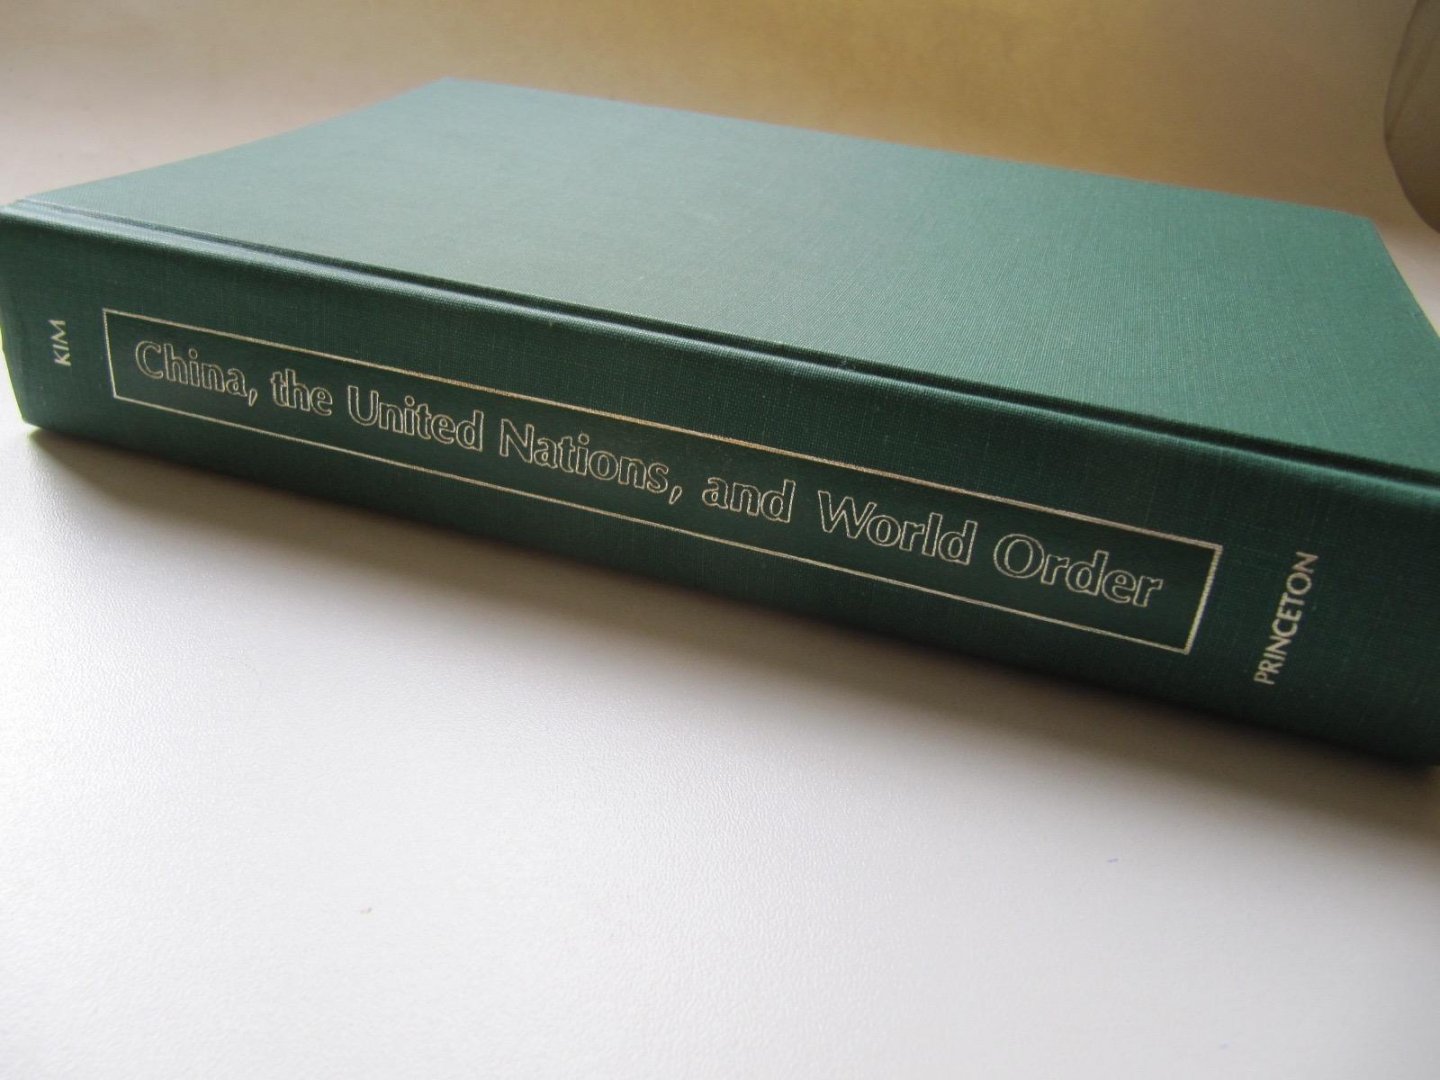 KIM
China, the United Nations, and World Order
PRINCETON